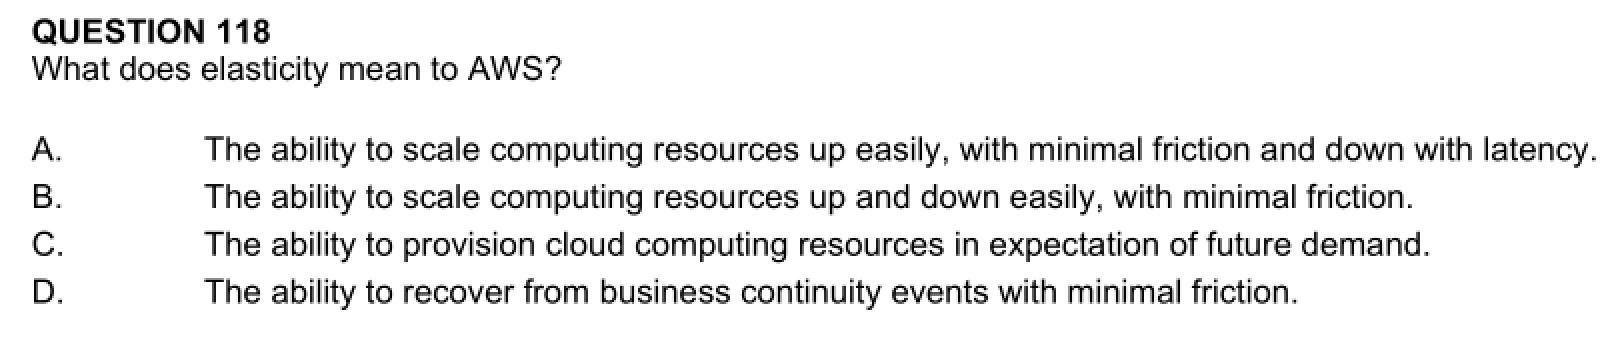 QUESTION 118
What does elasticity mean to AWS?
A. The ability to scale computing resources up easily, with minimal friction and down with latency.
B. The ability to scale computing resources up and down easily, with minimal friction.
C. The ability to provision cloud computing resources in expectation of future demand.
D. The ability to recover from business continuity events with minimal friction.